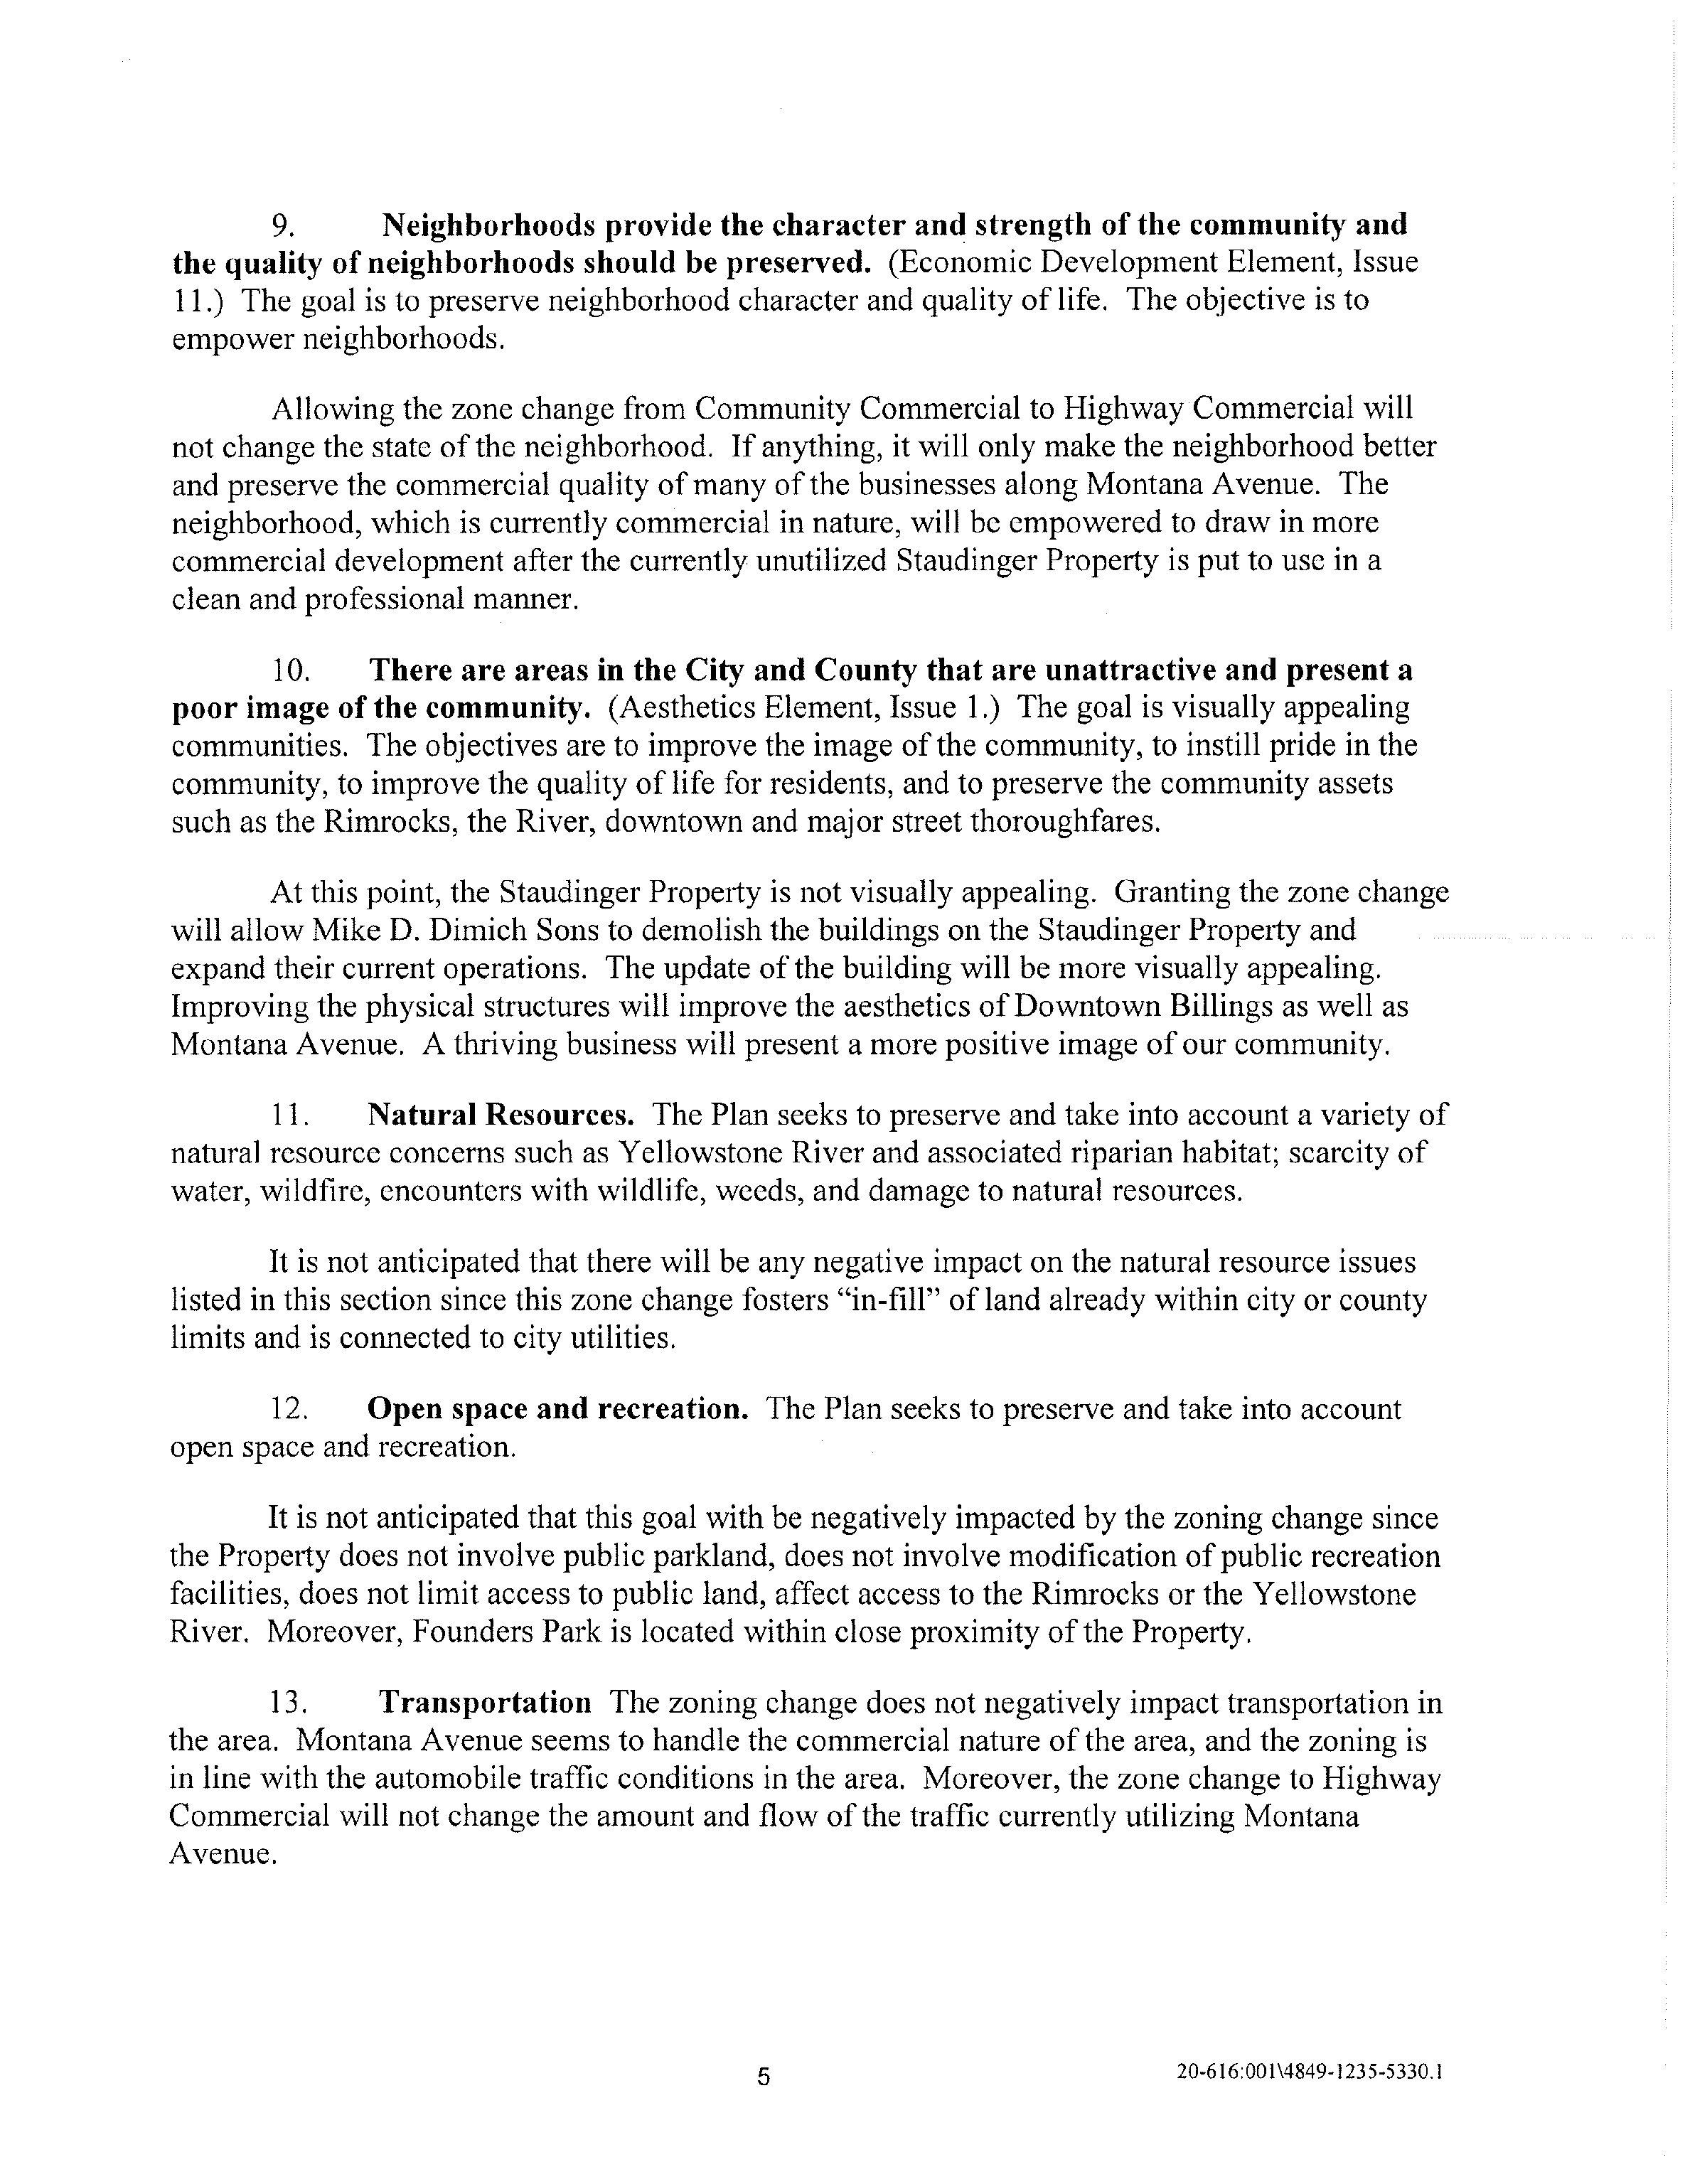 9. Neighborhoods provide the character and strength of the community and
the quality of neighborhoods should be preserved. (Economic Development Element, Issue
11.) The goal is to preserve neighborhood character and quality of life. The objective is to
empower neighborhoods.
Allowing the zone change from Community Commercial to Highway Commercial will
not change the state of the neighborhood. If anything, it will only make the neighborhood better
and preserve the commercial quality of many of the businesses along Montana Avenue. The
neighborhood, which is currently commercial in nature, will be empowered to draw in more
commercial development after the currently unutilized Staudinger Property is put to use in a
clean and professional manner.
10. There are areas in the City and County that are unattractive and present a
poor image of the community. (Aesthetics Element, Issue 1.) The goal is visually appealing
communities. The objectives are to improve the image of the community, to instill pride in the
community, to improve the quality of life for residents, and to preserve the community assets
such as the Rimrocks, the River, downtown and major street thoroughfares.
At this point, the Staudinger Property is not visually appealing. Granting the zone change
will allow Mike D. Dimich Sons to demolish the buildings on the Staudinger Property and
expand their current operations. The update of the building will be more visually appealing.
Improving the physical structures will improve the aesthetics of Downtown Billings as well as
Montana Avenue. A thriving business will present a more positive image of our community.
11. Natural Resources. The Plan seeks to preserve and take into account a variety of
natural resource concerns such as Yellowstone River and associated riparian habitat; scarcity of
water, wildfire, encounters with wildlife, weeds, and damage to natural resources.
It is not anticipated that there will be any negative impact on the natural resource issues
listed in this section since this zone change fosters “in-fill” of land already within city or county
limits and is connected to city utilities.
12. Open space and recreation. The Plan seeks to preserve and take into account
open space and recreation.
It is not anticipated that this goal with be negatively impacted by the zoning change since
the Property does not involve public parkland, does not involve modification of public recreation
facilities, does not limit access to public land, affect access to the Rimrocks or the Yellowstone
River. Moreover, Founders Park is located within close proximity of the Property.
13. Transportation The zoning change does not negatively impact transportation in
the area. Montana Avenue seems to handle the commercial nature of the area, and the zoning is
in line with the automobile traffic conditions in the area. Moreover, the zone change to Highway
Commercial will not change the amount and flow of the traffic currently utilizing Montana
Avenue.
5
20-616:001\4849-1235-5330.1